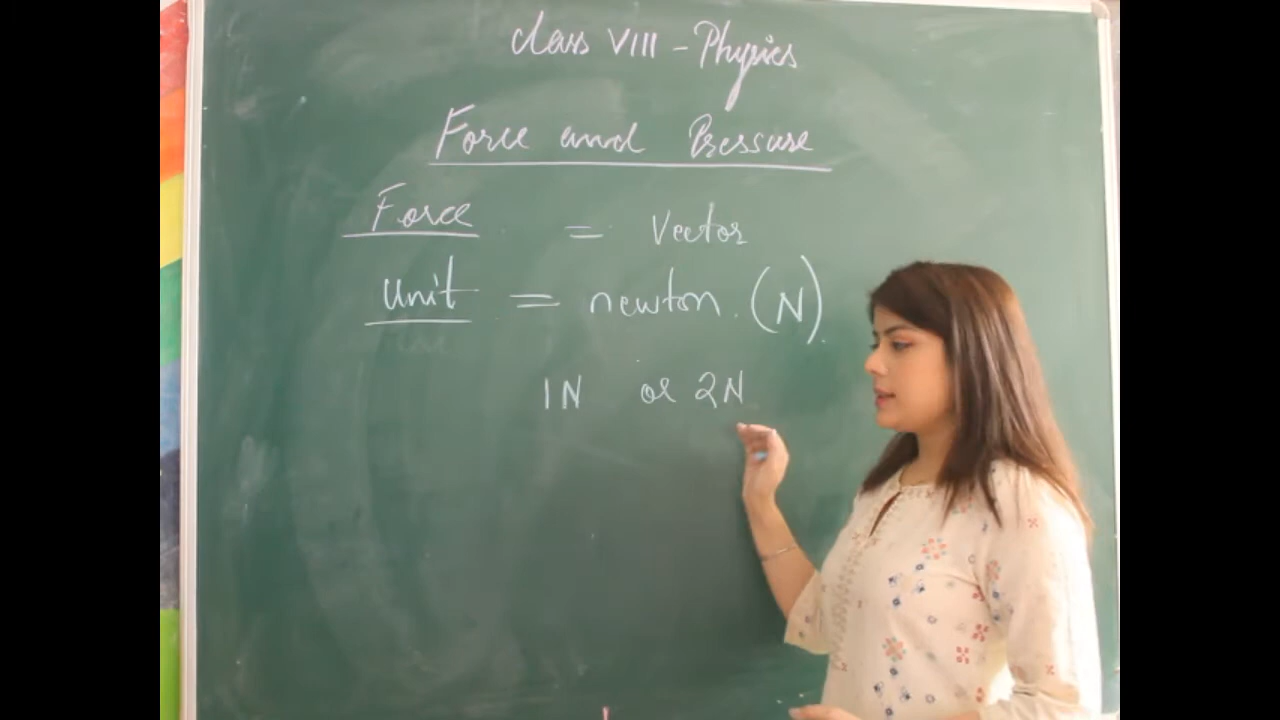 class VIII - Physics
Force and Pressure
Force = Vector
Unit = newton. (N).
1N or 2N